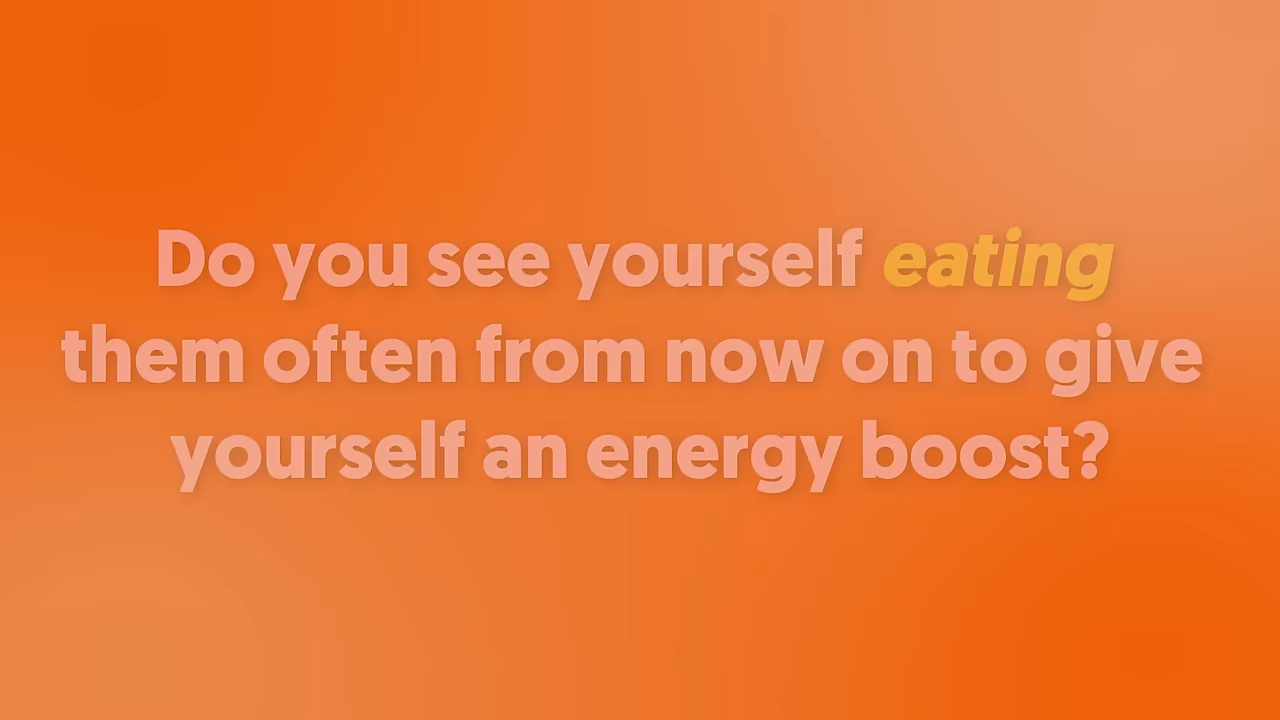 Do you see yourself eating
them often from now on to give
yourself an energy boost?